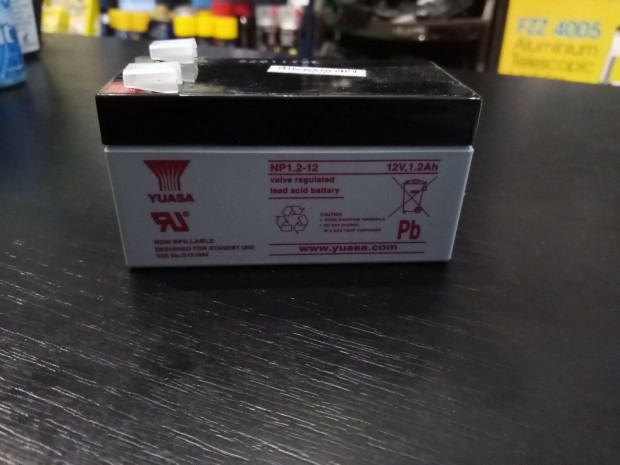 FZZ 4005
Aluminium
Telescopic
NP1.2-12
12V, 1.2Ah
valve regulated
lead acid battery
YUASA
CAUTION
NON-SPILLABLE
DESIGNED FOR STANDBY USE
Pb
www.yuasa.com